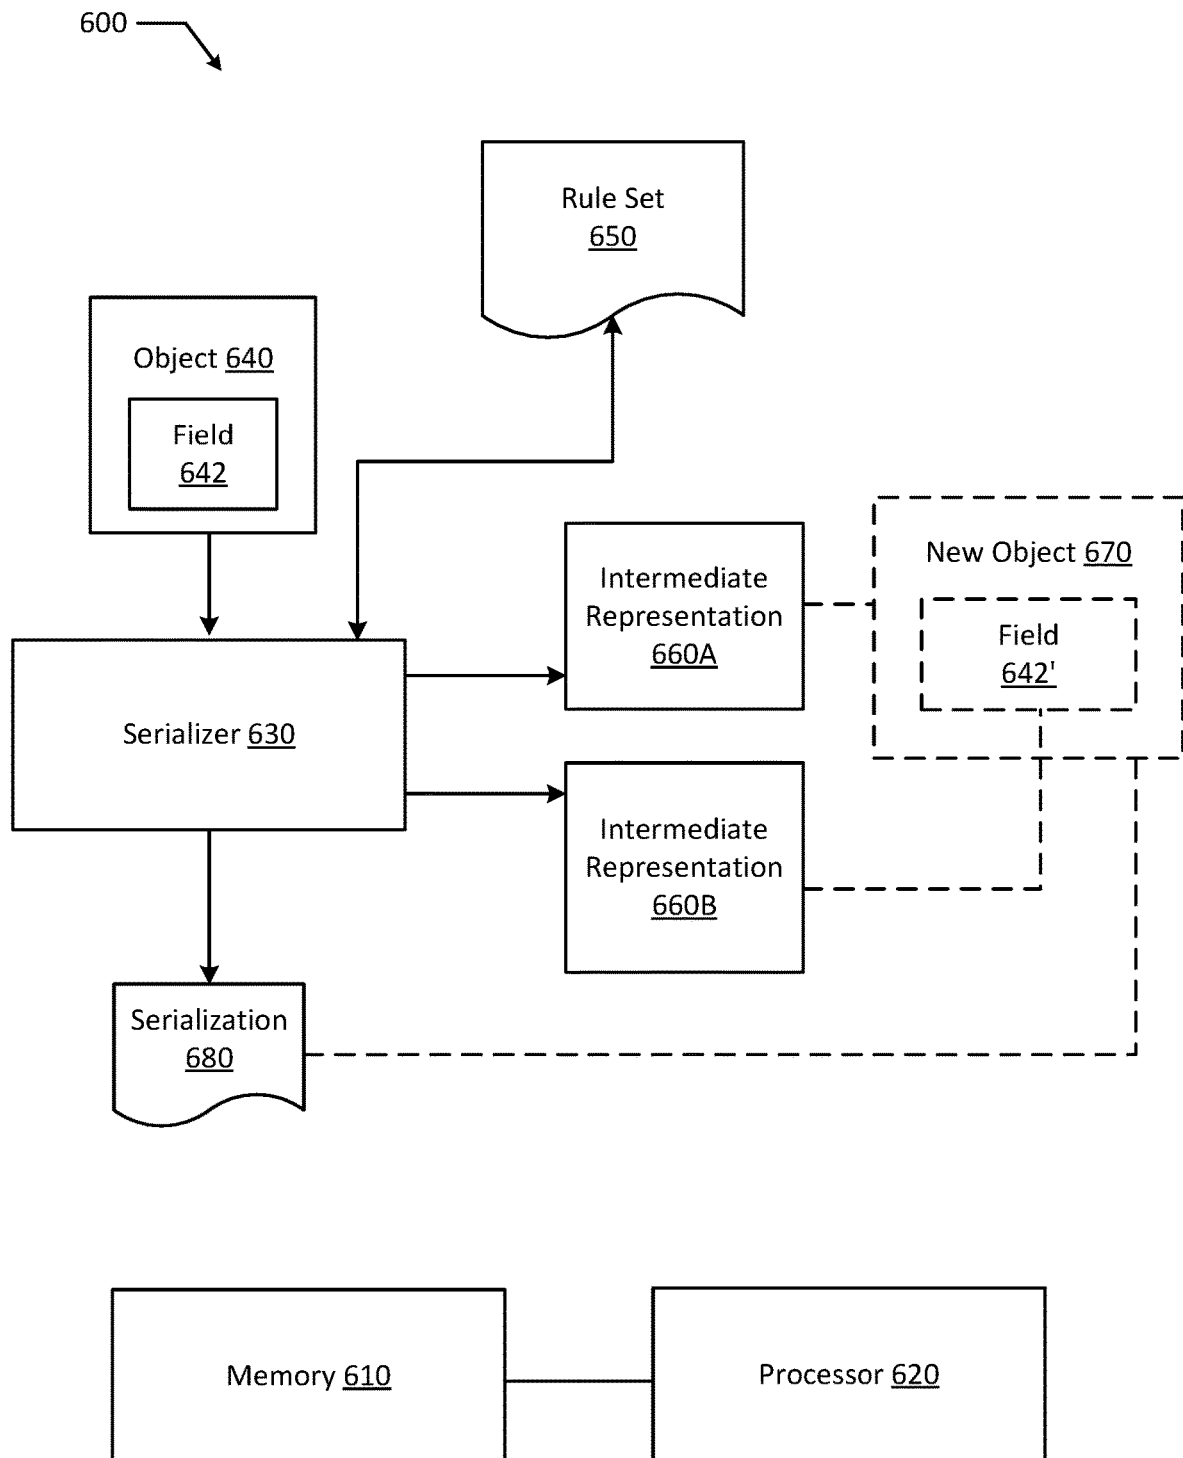 600
Rule Set
650
Object 640
Field
642
Intermediate
Representation
660A
New Object 670
Field
642'
Serializer 630
Intermediate
Representation
660B
Serialization
680
Memory 610
Processor 620